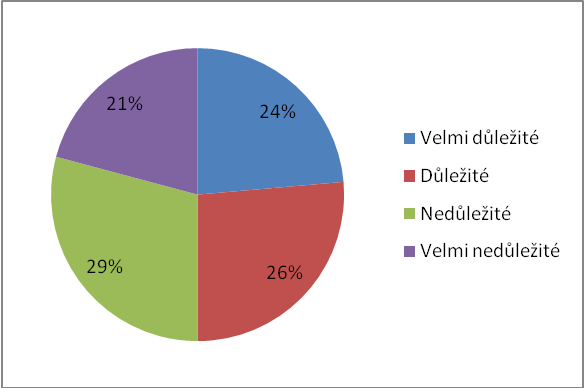 24%
26%
29%
21%
Velmi důležité
Důležité
Nedůležité
Velmi nedůležité